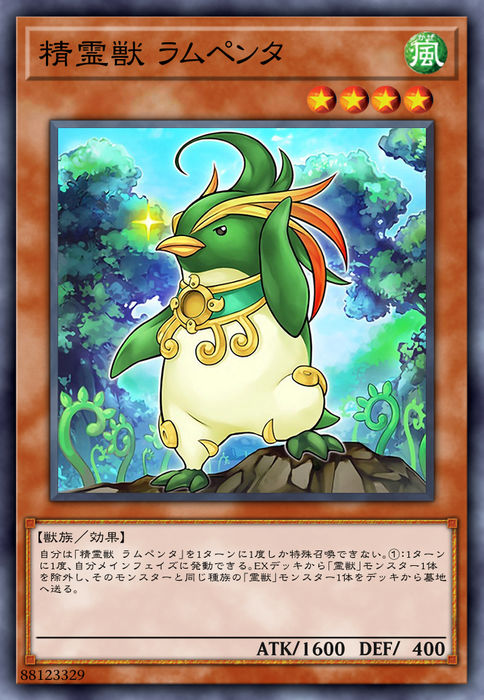 精霊獣 ラムペンタ
かぜ
風
【獣族／効果】
自分は「精霊獣 ラムペンタ」を1ターンに1度しか特殊召喚できない。①：1ターン
に1度、自分メインフェイズに発動できる。EXデッキから「霊獣」モンスター1体
を除外し、そのモンスターと同じ種族の「霊獣」モンスター1体をデッキから墓地
へ送る。
ATK/1600 DEF/ 400
88123329